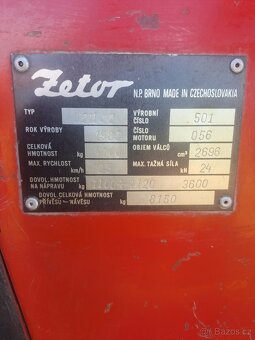 Zetor
N.P. BRNO MADE IN CZECHOSLOVAKIA
TYP
VÝROBNÍ ČÍSLO 501
ROK VÝROBY
ČÍSLO MOTORU 056
CELKOVÁ HMOTNOST kg
OBJEM VÁLCŮ cm³ 2696
MAX. RYCHLOST km/h
MAX. TAŽNÁ SÍLA kN 24
DOVOL. HMOTNOST NA NÁPRAVU kg 3600
DOVOL. CELKOVÁ HMOTNOST PŘÍVĚSU - NÁVĚSU kg 8150
Bazoš.cz